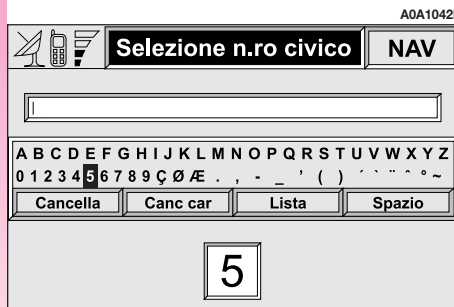 A0A1042
Selezione n.ro civico NAV
A B C D E F G H I J K L M N O P Q R S T U V W X Y Z
0 1 2 3 4 5 6 7 8 9 Ç Ø Æ . , - _ ' ( ) ´ ` ¨ ^ ° ~
Cancella Canc car Lista Spazio
5